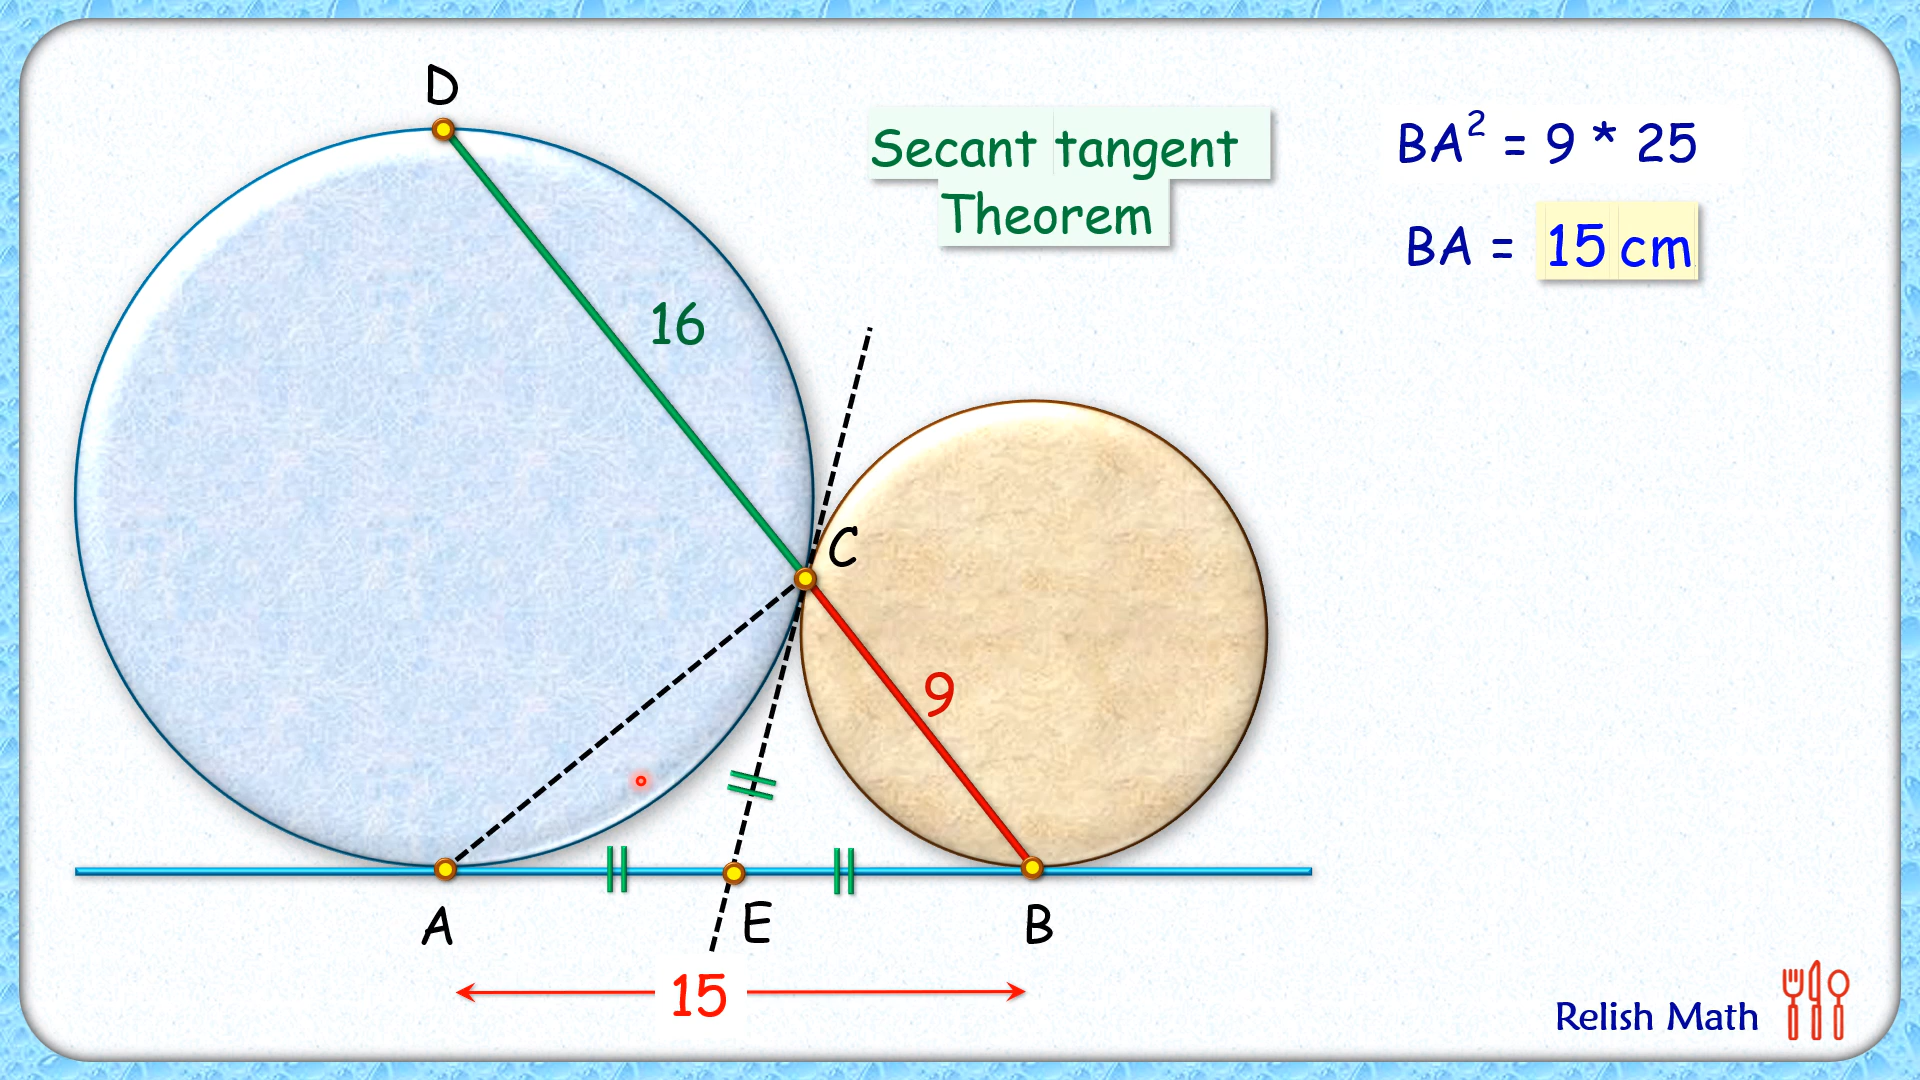 D
Secant tangent
Theorem
BA² = 9 * 25
BA = 15 cm
16
C
9
A
E
B
15
Relish Math